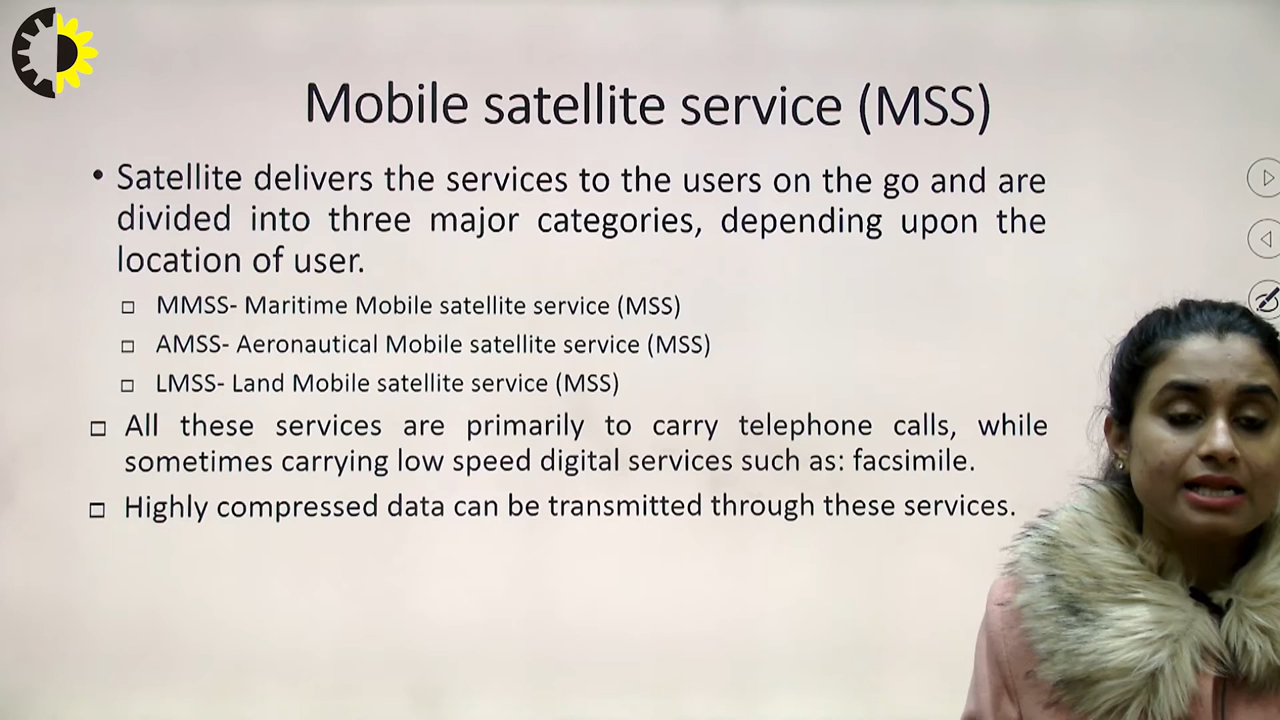 Mobile satellite service (MSS)
• Satellite delivers the services to the users on the go and are
divided into three major categories, depending upon the
location of user.
□ MMSS- Maritime Mobile satellite service (MSS)
□ AMSS- Aeronautical Mobile satellite service (MSS)
□ LMSS- Land Mobile satellite service (MSS)
□ All these services are primarily to carry telephone calls, while
sometimes carrying low speed digital services such as: facsimile.
□ Highly compressed data can be transmitted through these services.